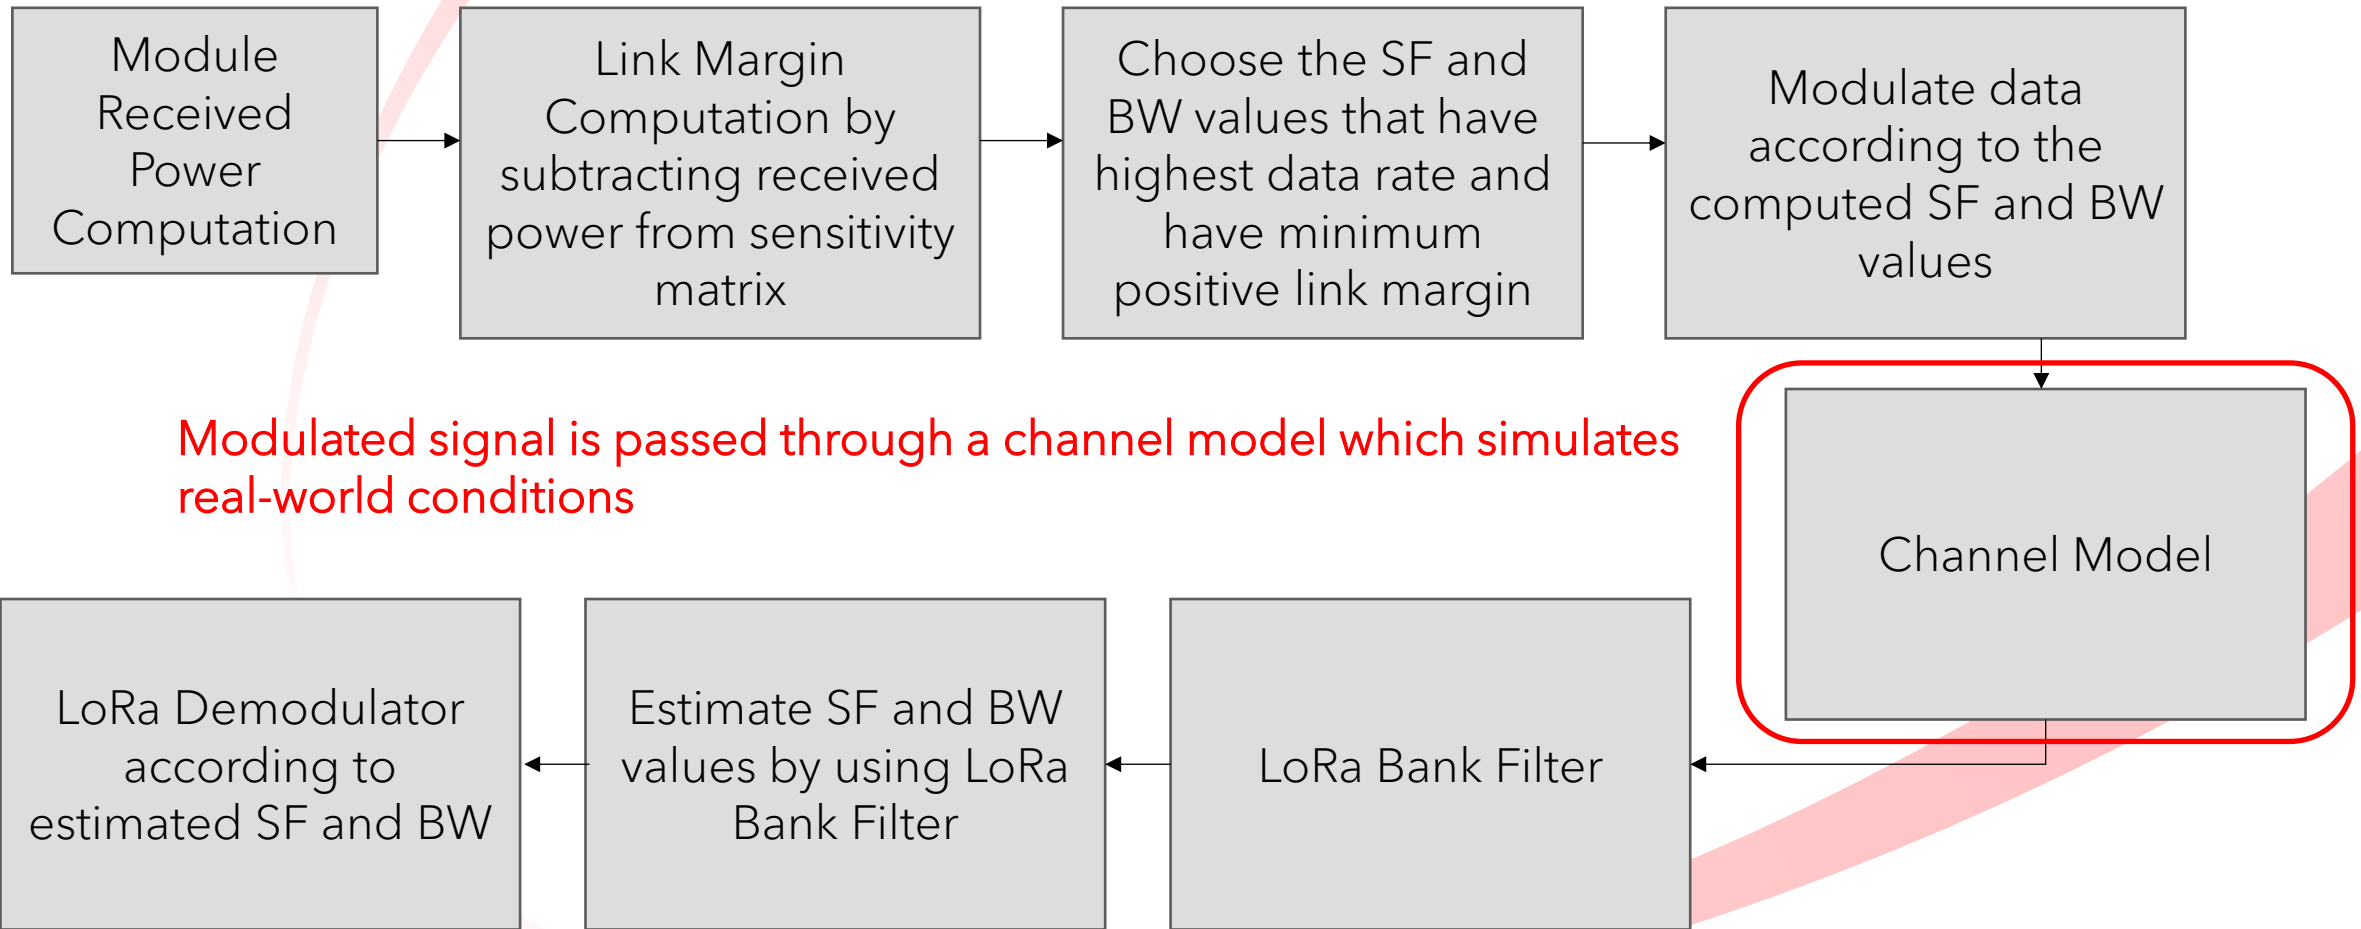 Module
Received
Power
Computation
Link Margin
Computation by
subtracting received
power from sensitivity
matrix
Choose the SF and
BW values that have
highest data rate and
have minimum
positive link margin
Modulate data
according to the
computed SF and BW
values
Modulated signal is passed through a channel model which simulates
real-world conditions
Channel Model
LoRa Demodulator
according to
estimated SF and BW
Estimate SF and BW
values by using LoRa
Bank Filter
LoRa Bank Filter